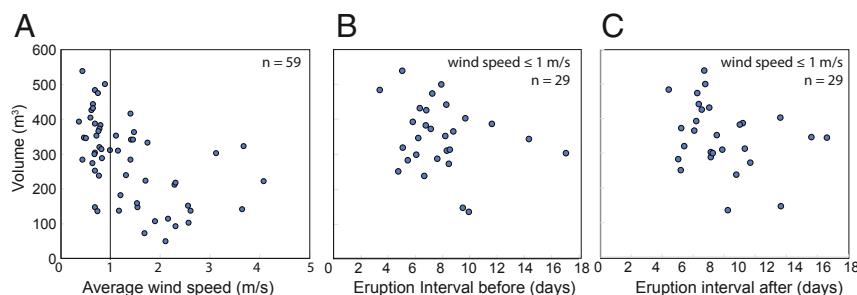 A
B
C
n = 59
wind speed ≤ 1 m/s
n = 29
wind speed ≤ 1 m/s
n = 29
600
500
400
300
200
100
0
Volume (m³)
0 1 2 3 4 5
0 2 4 6 8 10 12 14 16 18
0 2 4 6 8 10 12 14 16 18
Average wind speed (m/s)
Eruption Interval before (days)
Eruption interval after (days)